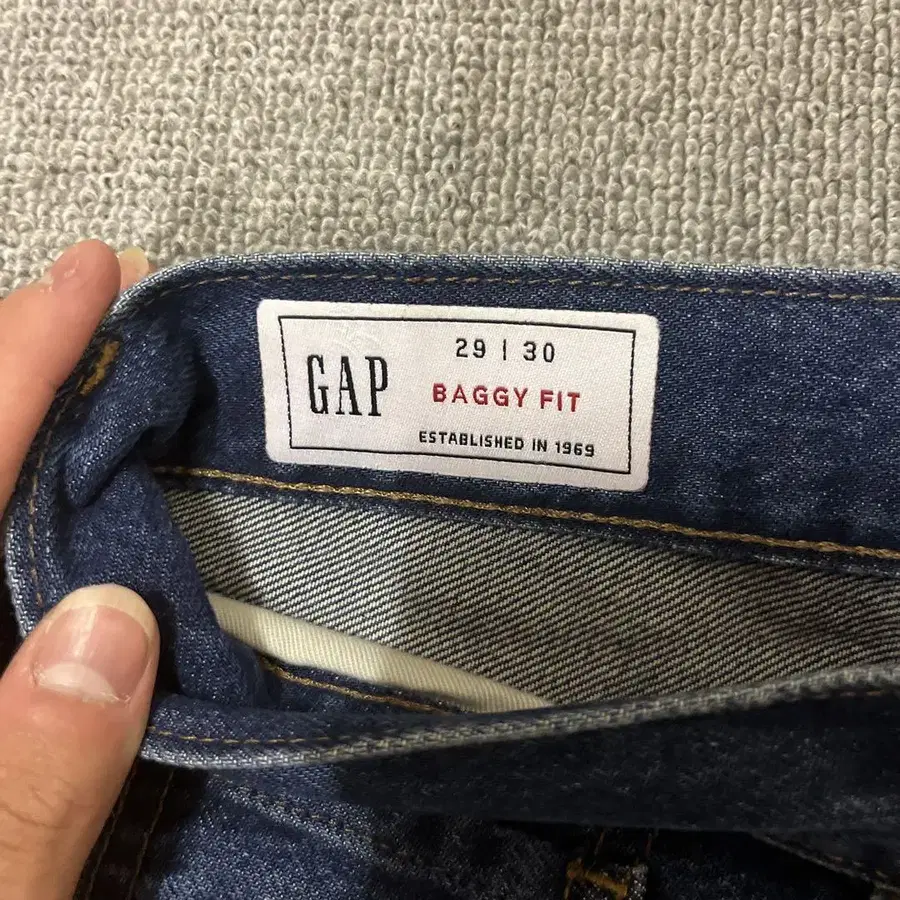 GAP
29 | 30
BAGGY FIT
ESTABLISHED IN 1969